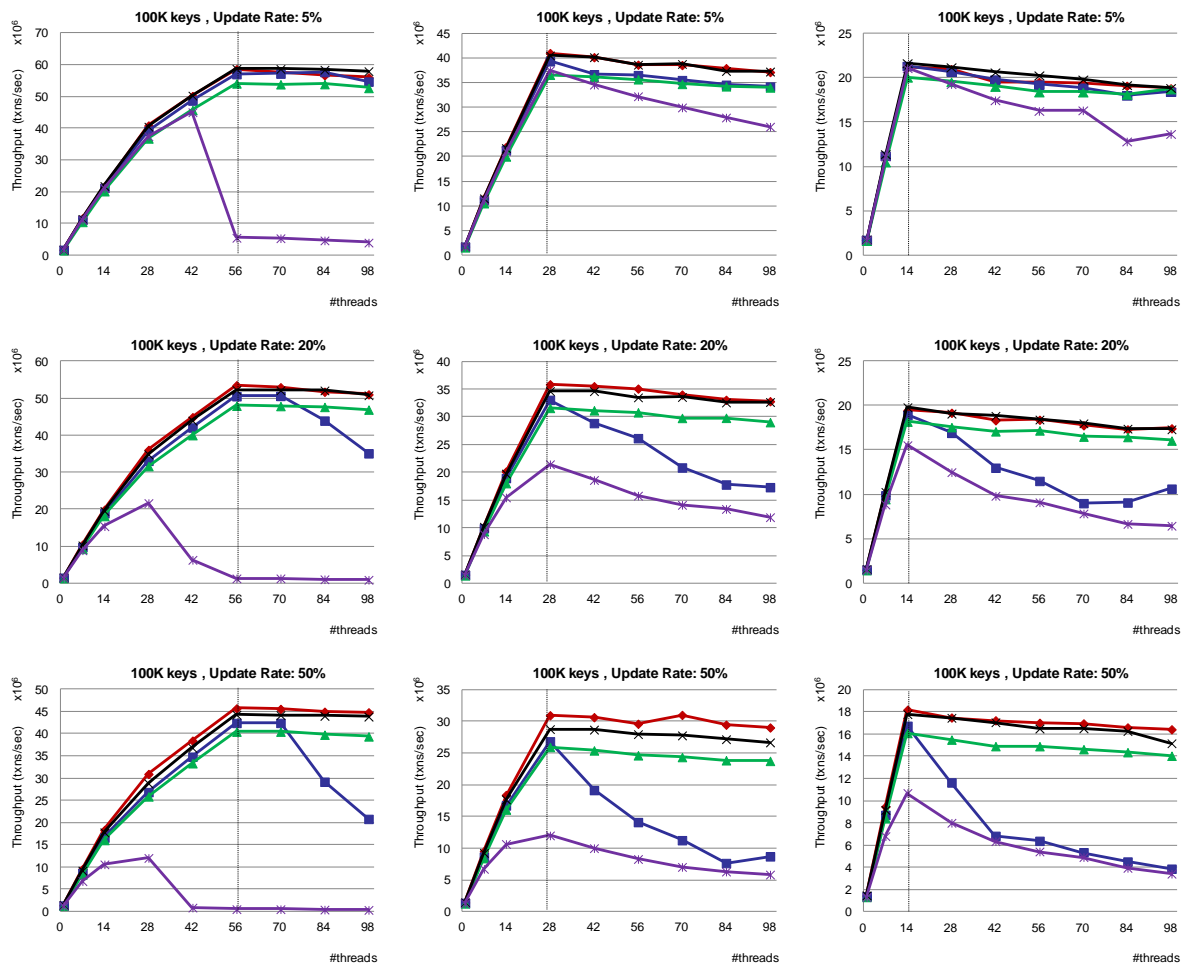 100K keys , Update Rate: 5%
x10⁶
Throughput (txns/sec)
70
60
50
40
30
20
10
0
0 14 28 42 56 70 84 98
#threads
100K keys , Update Rate: 5%
x10⁶
Throughput (txns/sec)
45
40
35
30
25
20
15
10
5
0
0 14 28 42 56 70 84 98
#threads
100K keys , Update Rate: 5%
x10⁶
Throughput (txns/sec)
25
20
15
10
5
0
0 14 28 42 56 70 84 98
#threads
100K keys , Update Rate: 20%
x10⁶
Throughput (txns/sec)
60
50
40
30
20
10
0
0 14 28 42 56 70 84 98
#threads
100K keys , Update Rate: 20%
x10⁶
Throughput (txns/sec)
40
35
30
25
20
15
10
5
0
0 14 28 42 56 70 84 98
#threads
100K keys , Update Rate: 20%
x10⁶
Throughput (txns/sec)
25
20
15
10
5
0
0 14 28 42 56 70 84 98
#threads
100K keys , Update Rate: 50%
x10⁶
Throughput (txns/sec)
50
45
40
35
30
25
20
15
10
5
0
0 14 28 42 56 70 84 98
#threads
100K keys , Update Rate: 50%
x10⁶
Throughput (txns/sec)
35
30
25
20
15
10
5
0
0 14 28 42 56 70 84 98
#threads
100K keys , Update Rate: 50%
x10⁶
Throughput (txns/sec)
20
18
16
14
12
10
8
6
4
2
0
0 14 28 42 56 70 84 98
#threads